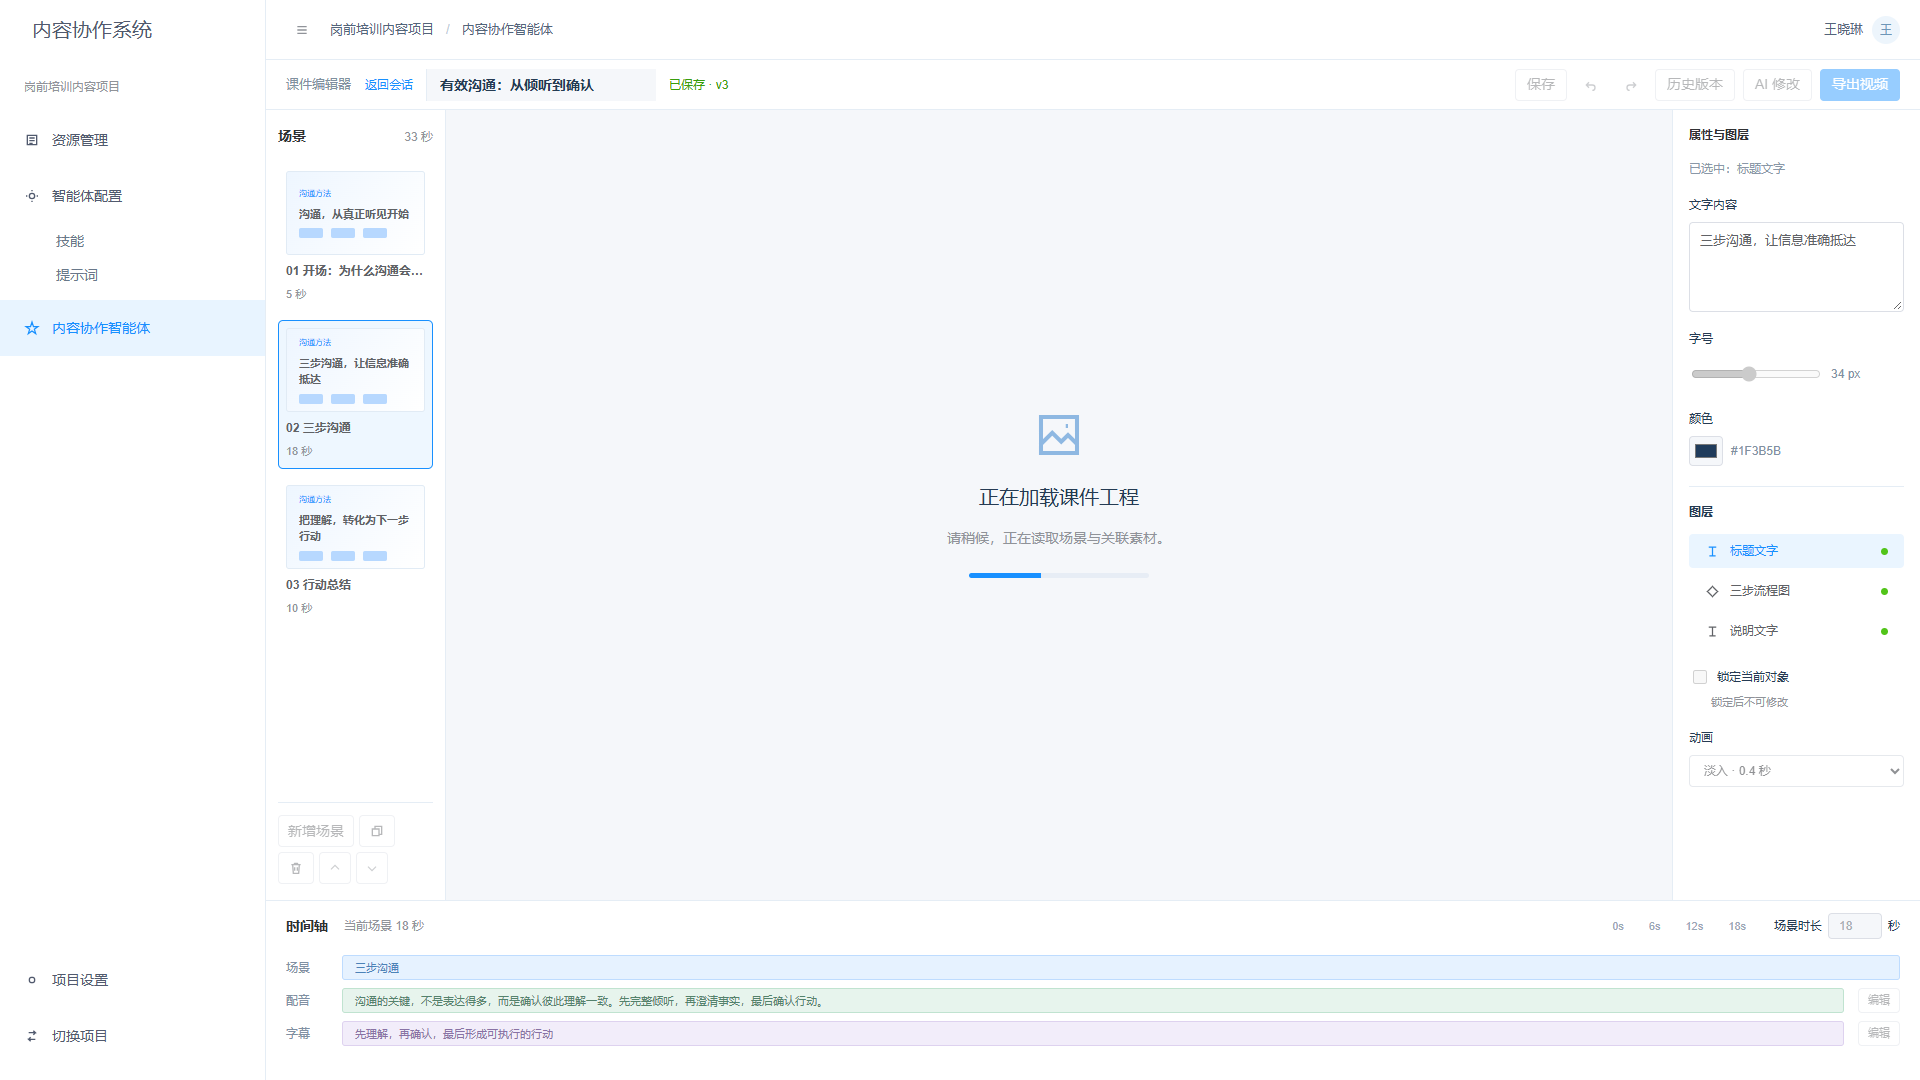 内容协作系统
岗前培训内容项目
资源管理
智能体配置
技能
提示词
内容协作智能体
项目设置
切换项目
岗前培训内容项目 / 内容协作智能体
王晓琳 王
课件编辑器 返回会话 有效沟通：从倾听到确认 已保存 · v3
保存 历史版本 AI 修改 导出视频
场景 33 秒
沟通方法
沟通，从真正听见开始
01 开场：为什么沟通会...
5 秒
沟通方法
三步沟通，让信息准确
抵达
02 三步沟通
18 秒
沟通方法
把理解，转化为下一步
行动
03 行动总结
10 秒
新增场景
正在加载课件工程
请稍候，正在读取场景与关联素材。
属性与图层
已选中：标题文字
文字内容
三步沟通，让信息准确抵达
字号
34 px
颜色
#1F3B5B
图层
标题文字
三步流程图
说明文字
锁定当前对象
锁定后不可修改
动画
淡入 · 0.4 秒
时间轴 当前场景 18 秒
0s 6s 12s 18s 场景时长 18 秒
场景 三步沟通
配音 沟通的关键，不是表达得多，而是确认彼此理解一致。先完整倾听，再澄清事实，最后确认行动。 编辑
字幕 先理解，再确认，最后形成可执行的行动 编辑